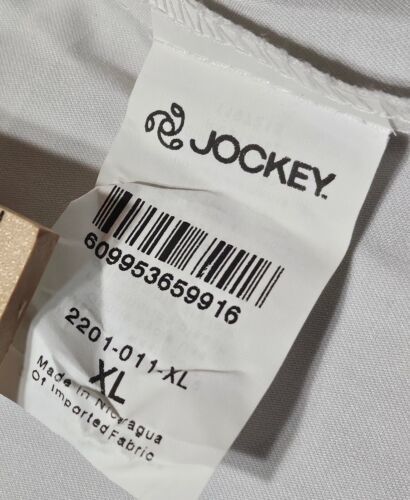 JOCKEY
609953659916
2201-011-XL
XL
Made in Nicaragua
Of Imported Fabric